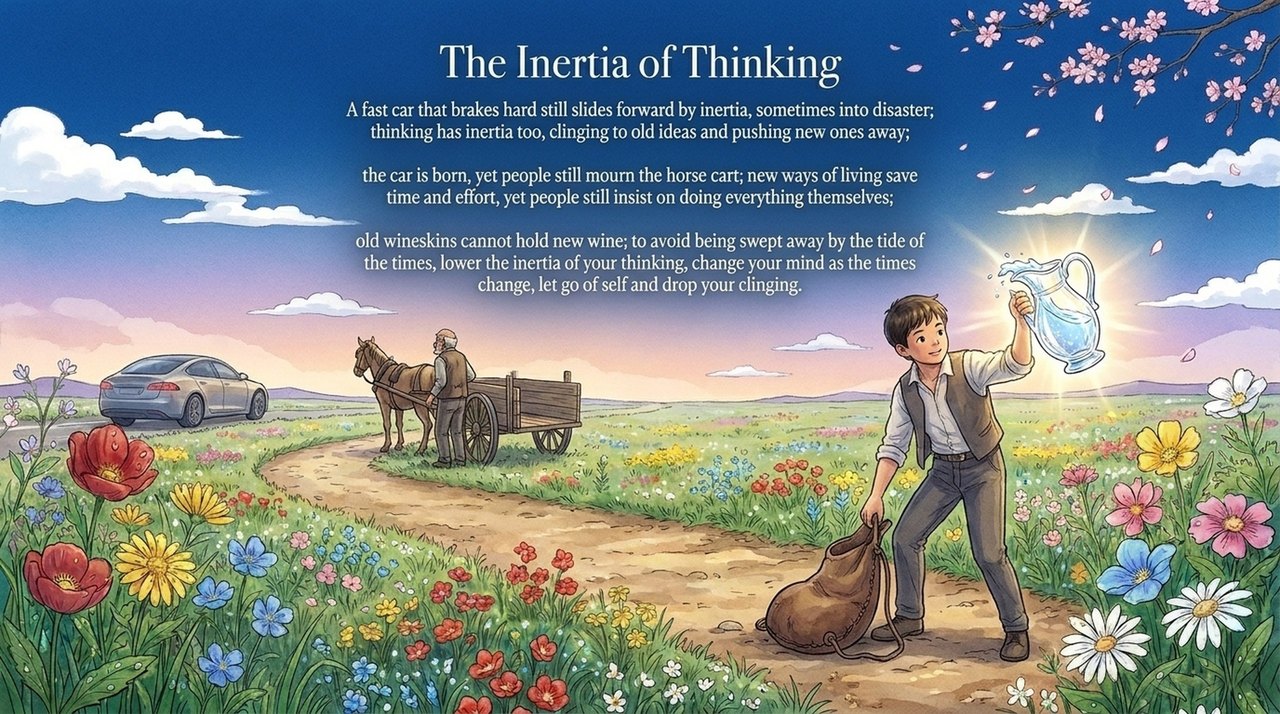 The Inertia of Thinking
A fast car that brakes hard still slides forward by inertia, sometimes into disaster;
thinking has inertia too, clinging to old ideas and pushing new ones away;
the car is born, yet people still mourn the horse cart; new ways of living save
time and effort, yet people still insist on doing everything themselves;
old wineskins cannot hold new wine; to avoid being swept away by the tide of
the times, lower the inertia of your thinking, change your mind as the times
change, let go of self and drop your clinging.